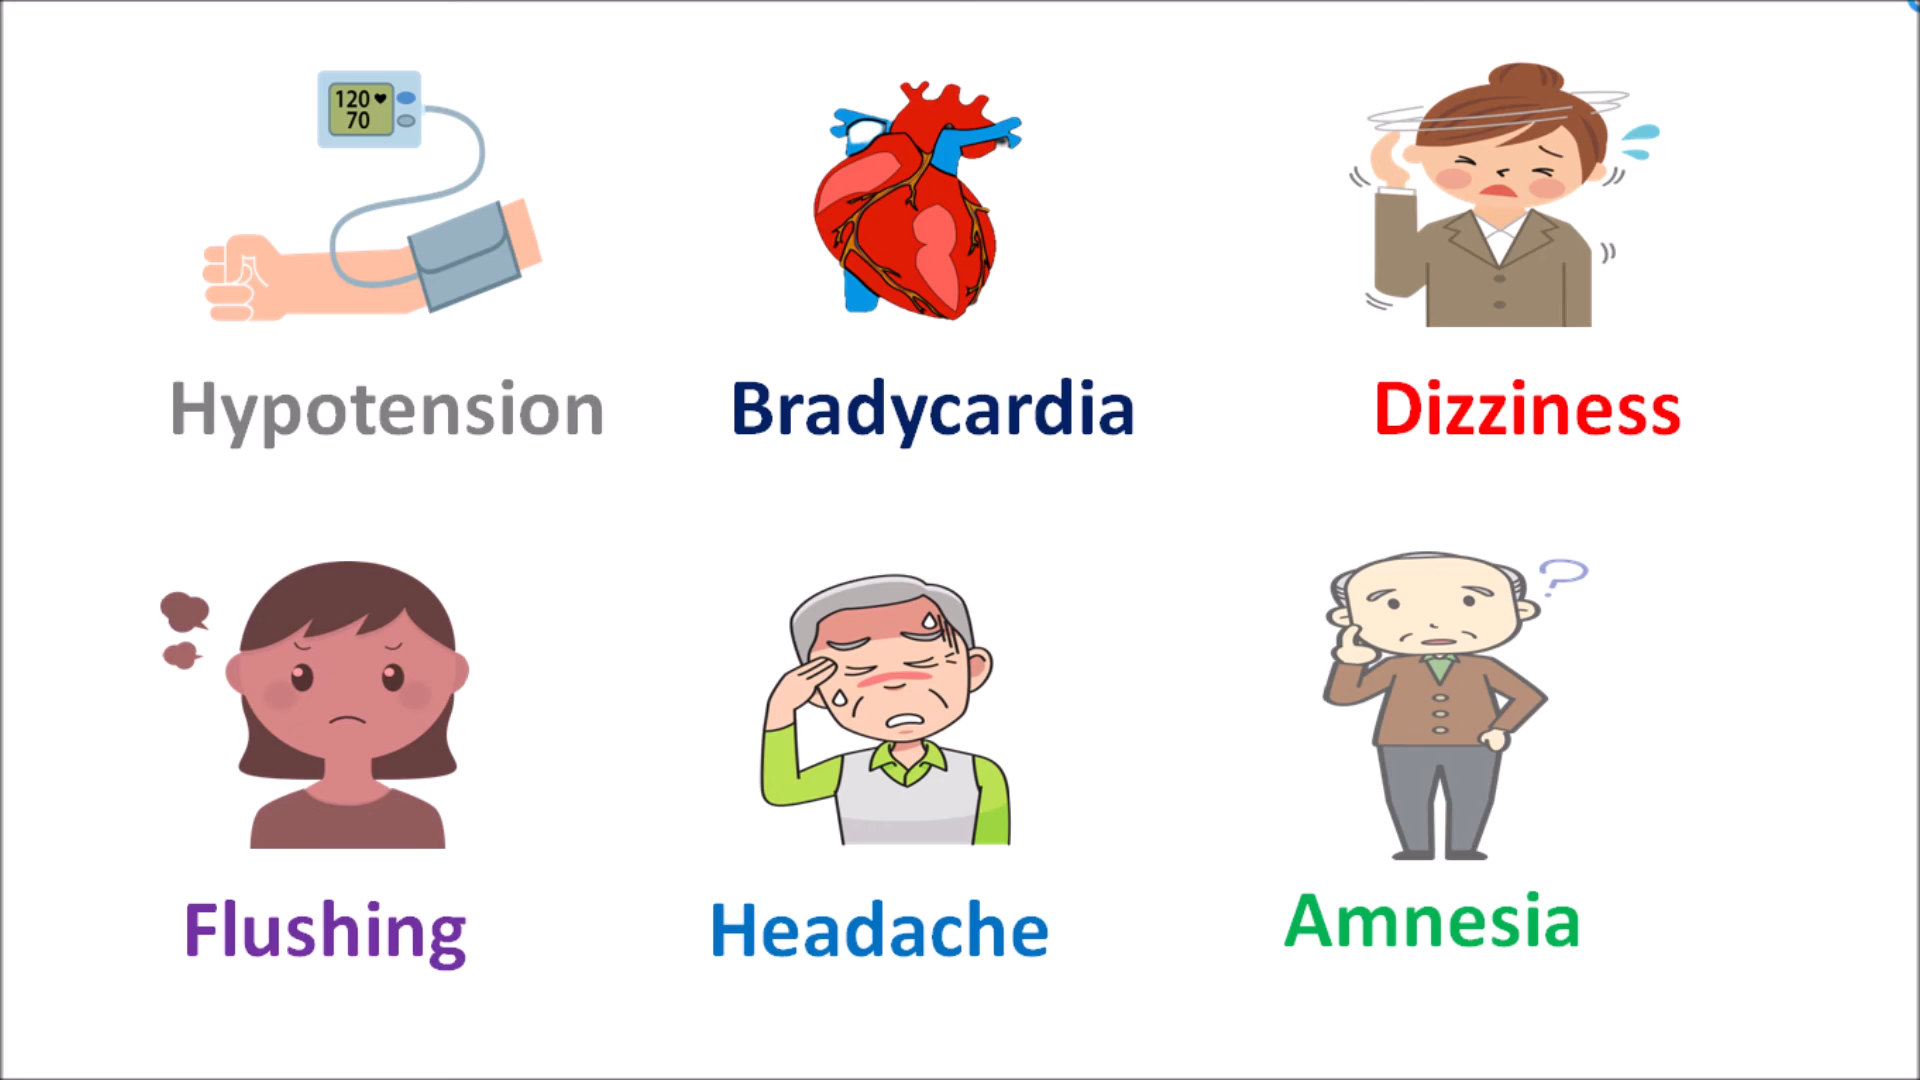 120
70
Hypotension
Bradycardia
Dizziness
Flushing
Headache
Amnesia